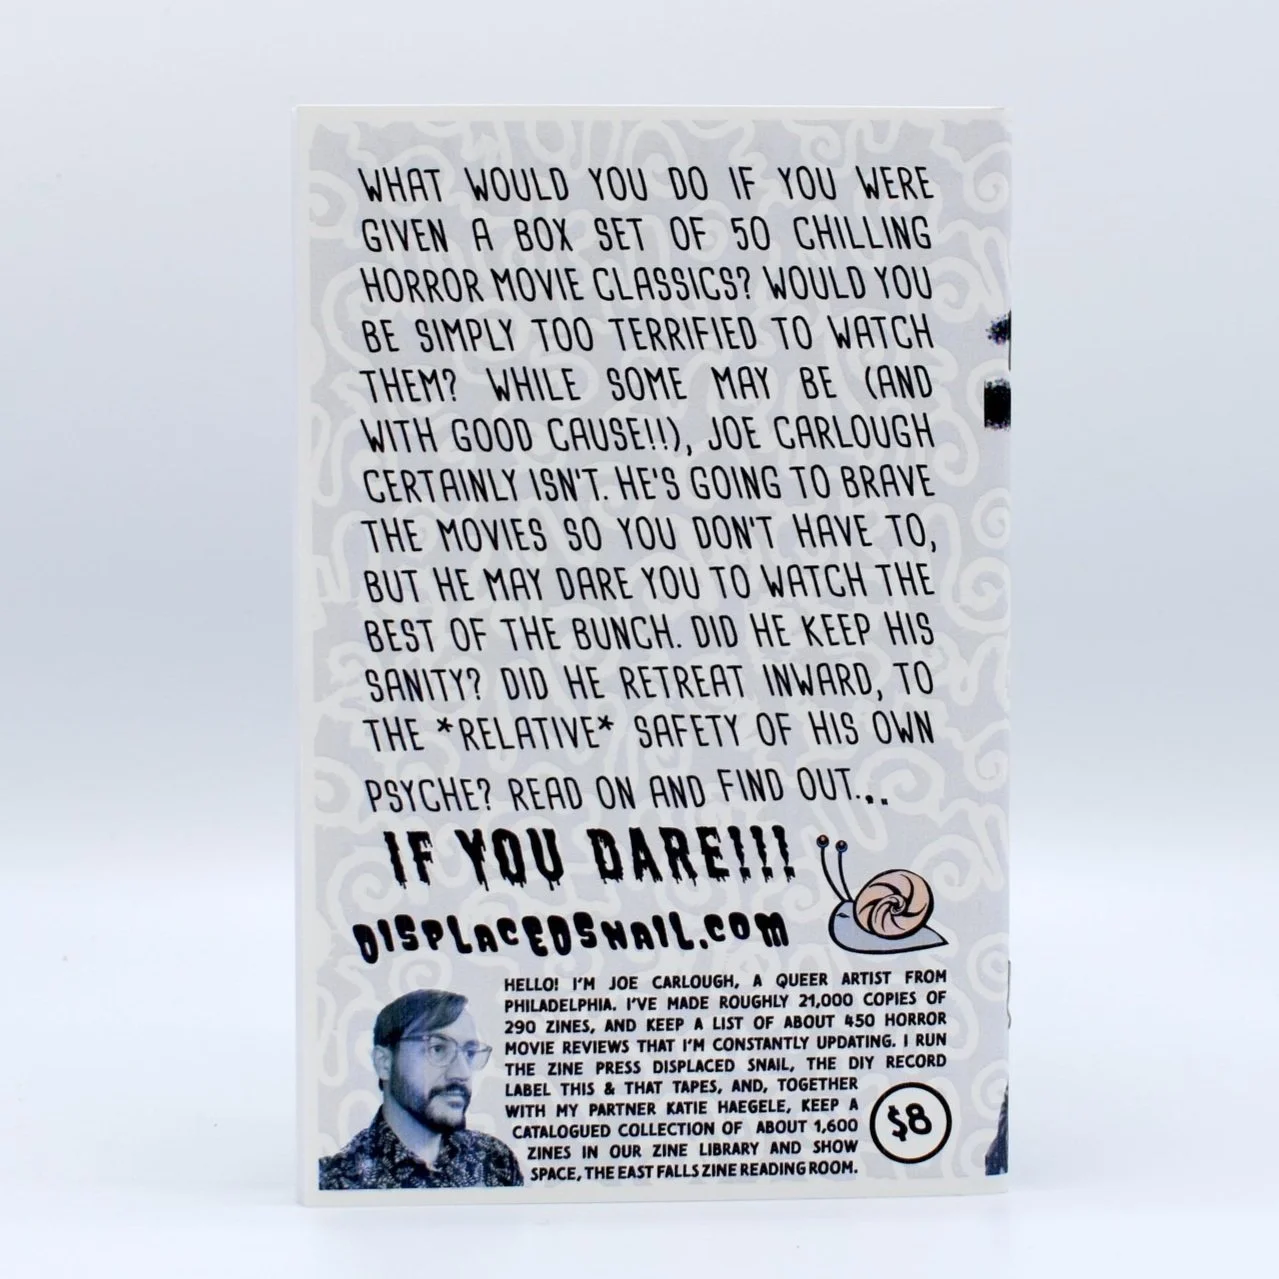 WHAT WOULD YOU DO IF YOU WERE
GIVEN A BOX SET OF 50 CHILLING
HORROR MOVIE CLASSICS? WOULD YOU
BE SIMPLY TOO TERRIFIED TO WATCH
THEM? WHILE SOME MAY BE (AND
WITH GOOD CAUSE!!), JOE CARLOUGH
CERTAINLY ISN'T. HE'S GOING TO BRAVE
THE MOVIES SO YOU DON'T HAVE TO,
BUT HE MAY DARE YOU TO WATCH THE
BEST OF THE BUNCH. DID HE KEEP HIS
SANITY? DID HE RETREAT INWARD, TO
THE *RELATIVE* SAFETY OF HIS OWN
PSYCHE? READ ON AND FIND OUT...
IF YOU DARE!!!
DISPLACEDSNAIL.COM
HELLO! I'M JOE CARLOUGH, A QUEER ARTIST FROM
PHILADELPHIA. I'VE MADE ROUGHLY 21,000 COPIES OF
290 ZINES, AND KEEP A LIST OF ABOUT 450 HORROR
MOVIE REVIEWS THAT I'M CONSTANTLY UPDATING. I RUN
THE ZINE PRESS DISPLACED SNAIL, THE DIY RECORD
LABEL THIS & THAT TAPES, AND, TOGETHER
WITH MY PARTNER KATIE HAEGELE, KEEP A
CATALOGUED COLLECTION OF ABOUT 1,600
ZINES IN OUR ZINE LIBRARY AND SHOW
SPACE, THE EAST FALLS ZINE READING ROOM.
$8